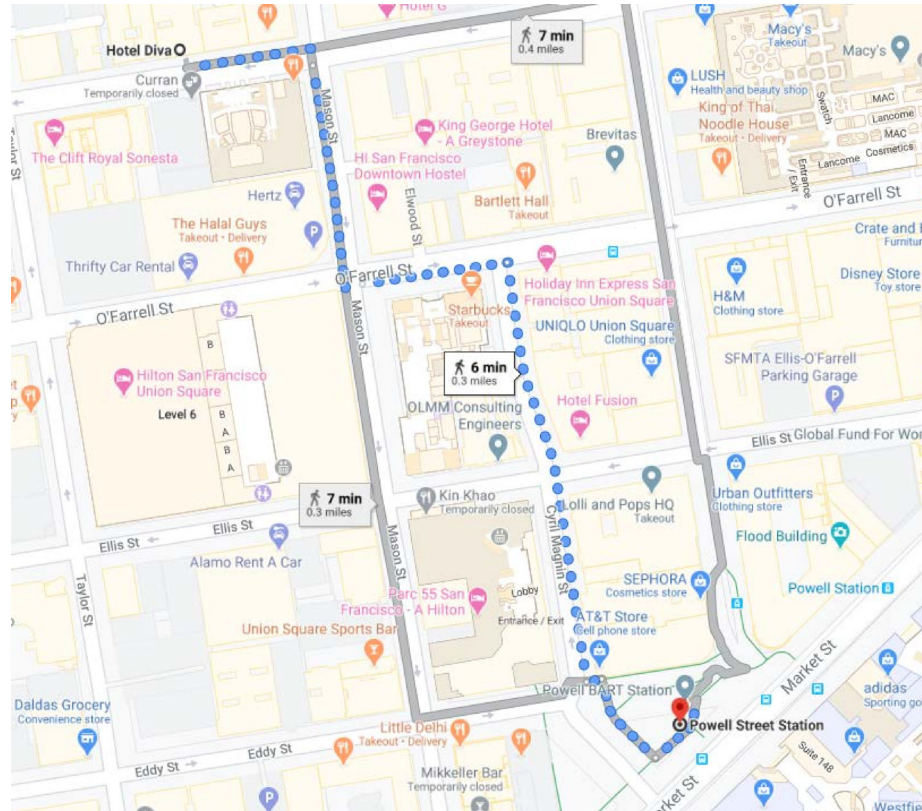 Hotel G
7 min
0.4 miles
Macy's
Takeout
Macy's
Hotel Diva
Curran
Temporarily closed
LUSH
Health and beauty shop
MAC
Lancome
MAC
Swatch
Lancome
Cosmetics
Entrance
/ Exit
King of Thai
Noodle House
Takeout • Delivery
Mason St
Taylor St
The Clift Royal Sonesta
King George Hotel
- A Greystone
HI San Francisco
Downtown Hostel
Brevitas
Bartlett Hall
Takeout
Elwood St
Hertz
The Halal Guys
Takeout • Delivery
P
Thrifty Car Rental
O'Farrell St
O'Farrell St
O'Farrell St
Crate and
Furnitur
Disney Store
Toy store
Holiday Inn Express San
Francisco Union Square
H&M
Clothing store
Starbucks
Takeout
UNIQLO Union Square
Clothing store
Mason St
SFMTA Ellis-O'Farrell
Parking Garage
P
6 min
0.3 miles
Hilton San Francisco
Union Square
Level 6
B
B
A
B
A
OLMM Consulting
Engineers
Hotel Fusion
Ellis St
Global Fund For Wo
7 min
0.3 miles
Kin Khao
Temporarily closed
Lolli and Pops HQ
Takeout
Urban Outfitters
Clothing store
Ellis St
Cyril Magnin St
Mason St
Flood Building
Alamo Rent A Car
Taylor St
Parc 55 San
Francisco - A Hilton
Lobby
Entrance / Exit
SEPHORA
Cosmetics store
Powell Station
AT&T Store
Cell phone store
Union Square Sports Bar
Powell BART Station
Market St
adidas
Sporting go
Powell Street Station
Daldas Grocery
Convenience store
Little Delhi
Takeout • Delivery
Eddy St
Eddy St
Mikkeller Bar
Temporarily closed
Suite 148
Market St
Westfie